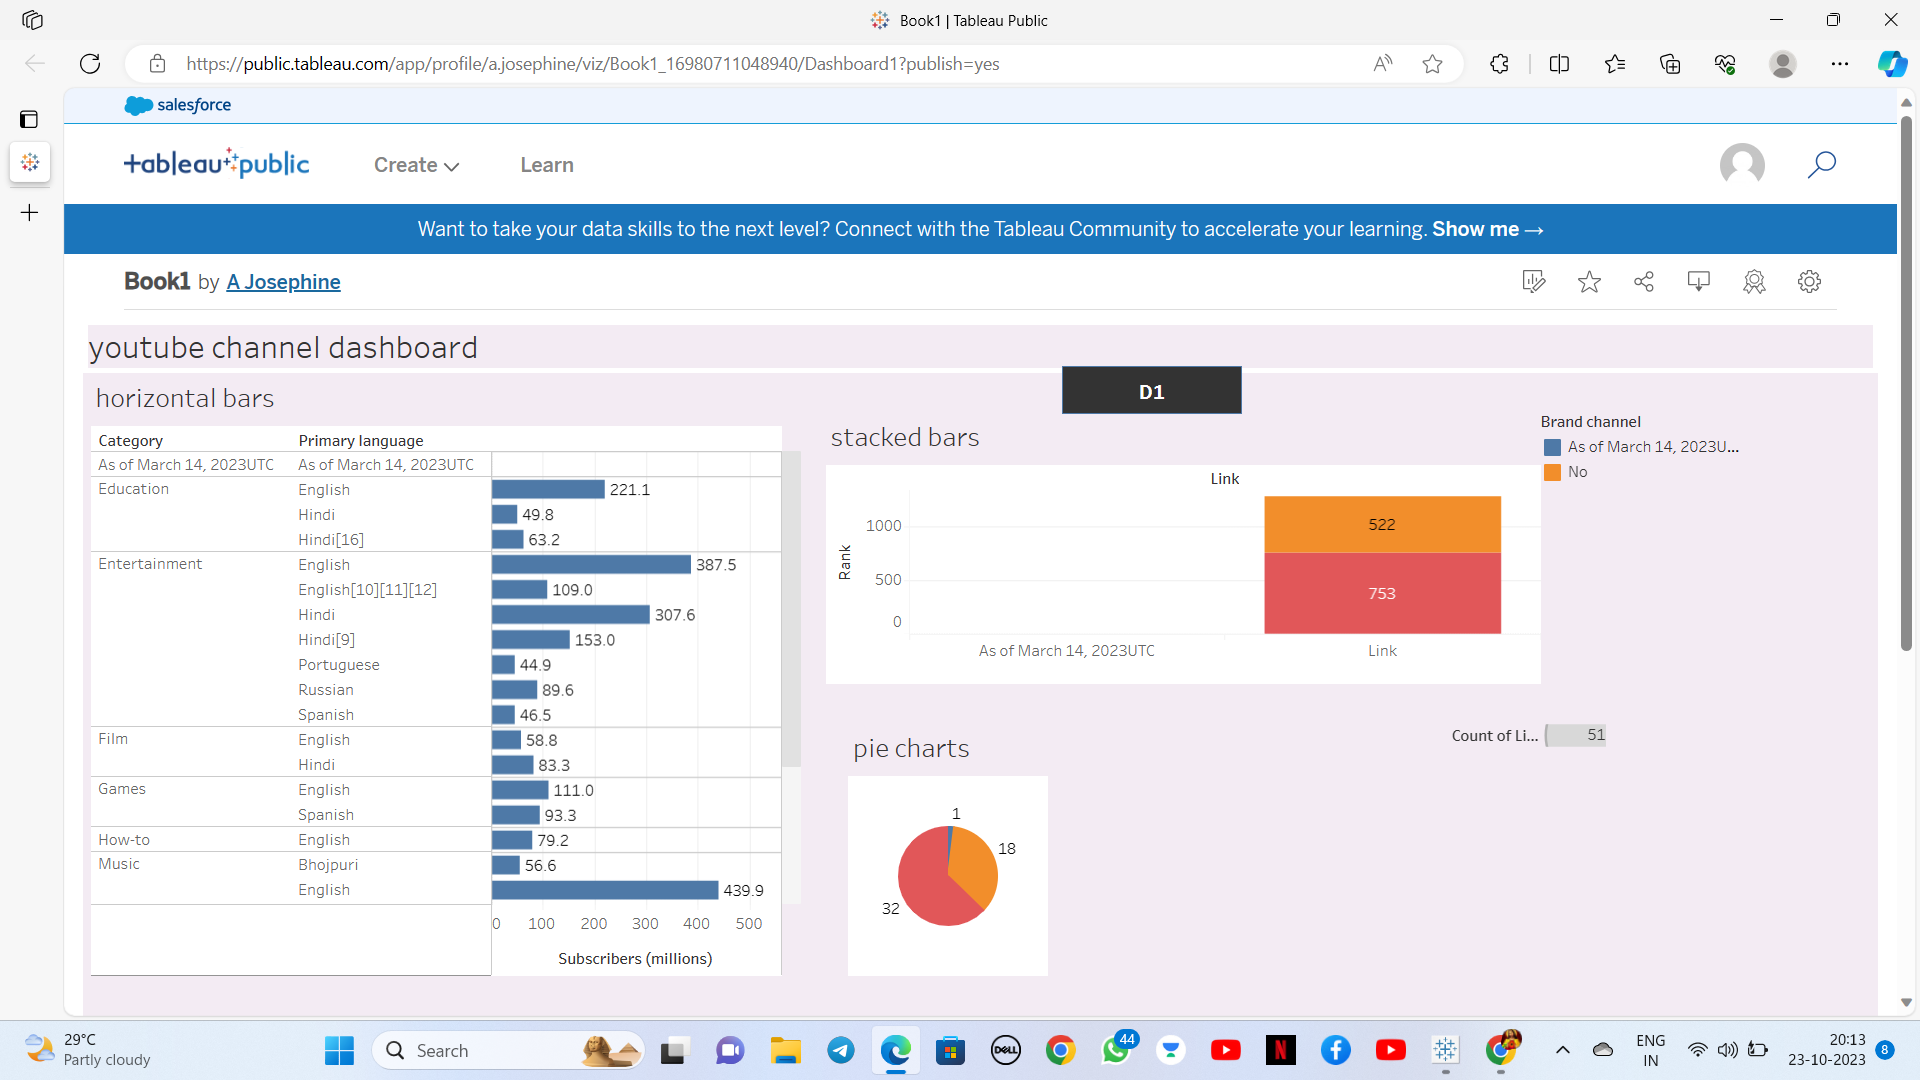 Book1 | Tableau Public
https://public.tableau.com/app/profile/a.josephine/viz/Book1_16980711048940/Dashboard1?publish=yes
salesforce
tableau public
Create
Learn
Want to take your data skills to the next level? Connect with the Tableau Community to accelerate your learning. Show me →
Book1 by A Josephine
youtube channel dashboard
D1
horizontal bars
Category Primary language
As of March 14, 2023UTC As of March 14, 2023UTC
Education English 221.1
Hindi 49.8
Hindi[16] 63.2
Entertainment English 387.5
English[10][11][12] 109.0
Hindi 307.6
Hindi[9] 153.0
Portuguese 44.9
Russian 89.6
Spanish 46.5
Film English 58.8
Hindi 83.3
Games English 111.0
Spanish 93.3
How-to English 79.2
Music Bhojpuri 56.6
English 439.9
0 100 200 300 400 500
Subscribers (millions)
stacked bars
Link
Rank
1000
500
0
522
753
As of March 14, 2023UTC Link
Brand channel
As of March 14, 2023U...
No
Count of Li... 51
pie charts
1
18
32
29°C
Partly cloudy
Search
DELL
44
N
ENG
IN
20:13
23-10-2023
8